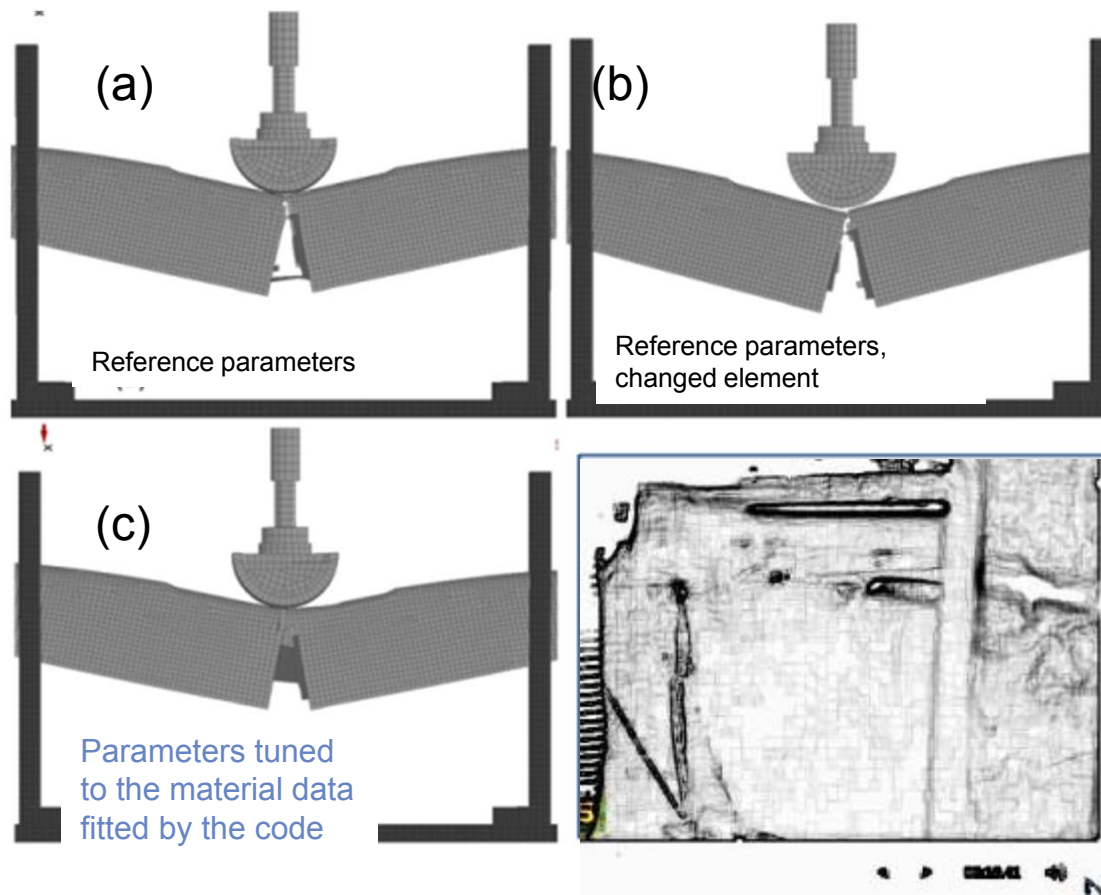 (a)
(b)
Reference parameters
Reference parameters,
changed element
(c)
Parameters tuned
to the material data
fitted by the code